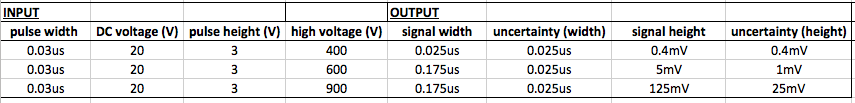 INPUT OUTPUT
pulse width DC voltage (V) pulse height (V) high voltage (V) signal width uncertainty (width) signal height uncertainty (height)
0.03us 20 3 400 0.025us 0.025us 0.4mV 0.4mV
0.03us 20 3 600 0.175us 0.025us 5mV 1mV
0.03us 20 3 900 0.175us 0.025us 125mV 25mV